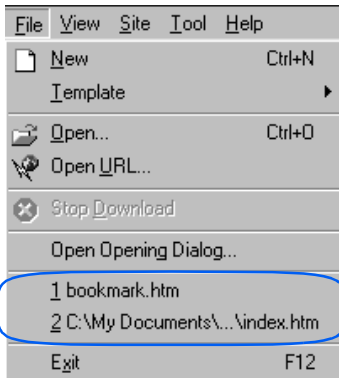 File View Site Tool Help
New Ctrl+N
Template
Open... Ctrl+O
Open URL...
Stop Download
Open Opening Dialog...
1 bookmark.htm
2 C:\My Documents\...\index.htm
Exit F12